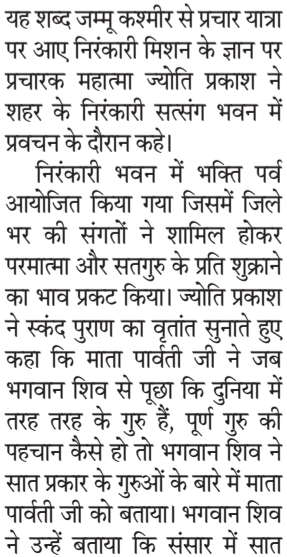 यह शब्द जम्मू कश्मीर से प्रचार यात्रा
पर आए निरंकारी मिशन के ज्ञान पर
प्रचारक महात्मा ज्योति प्रकाश ने
शहर के निरंकारी सत्संग भवन में
प्रवचन के दौरान कहे।
निरंकारी भवन में भक्ति पर्व
आयोजित किया गया जिसमें जिले
भर की संगतों ने शामिल होकर
परमात्मा और सतगुरु के प्रति शुक्राने
का भाव प्रकट किया। ज्योति प्रकाश
ने स्कंद पुराण का वृतांत सुनाते हुए
कहा कि माता पार्वती जी ने जब
भगवान शिव से पूछा कि दुनिया में
तरह तरह के गुरु हैं, पूर्ण गुरु की
पहचान कैसे हो तो भगवान शिव ने
सात प्रकार के गुरुओं के बारे में माता
पार्वती जी को बताया। भगवान शिव
ने उन्हें बताया कि संसार में सात